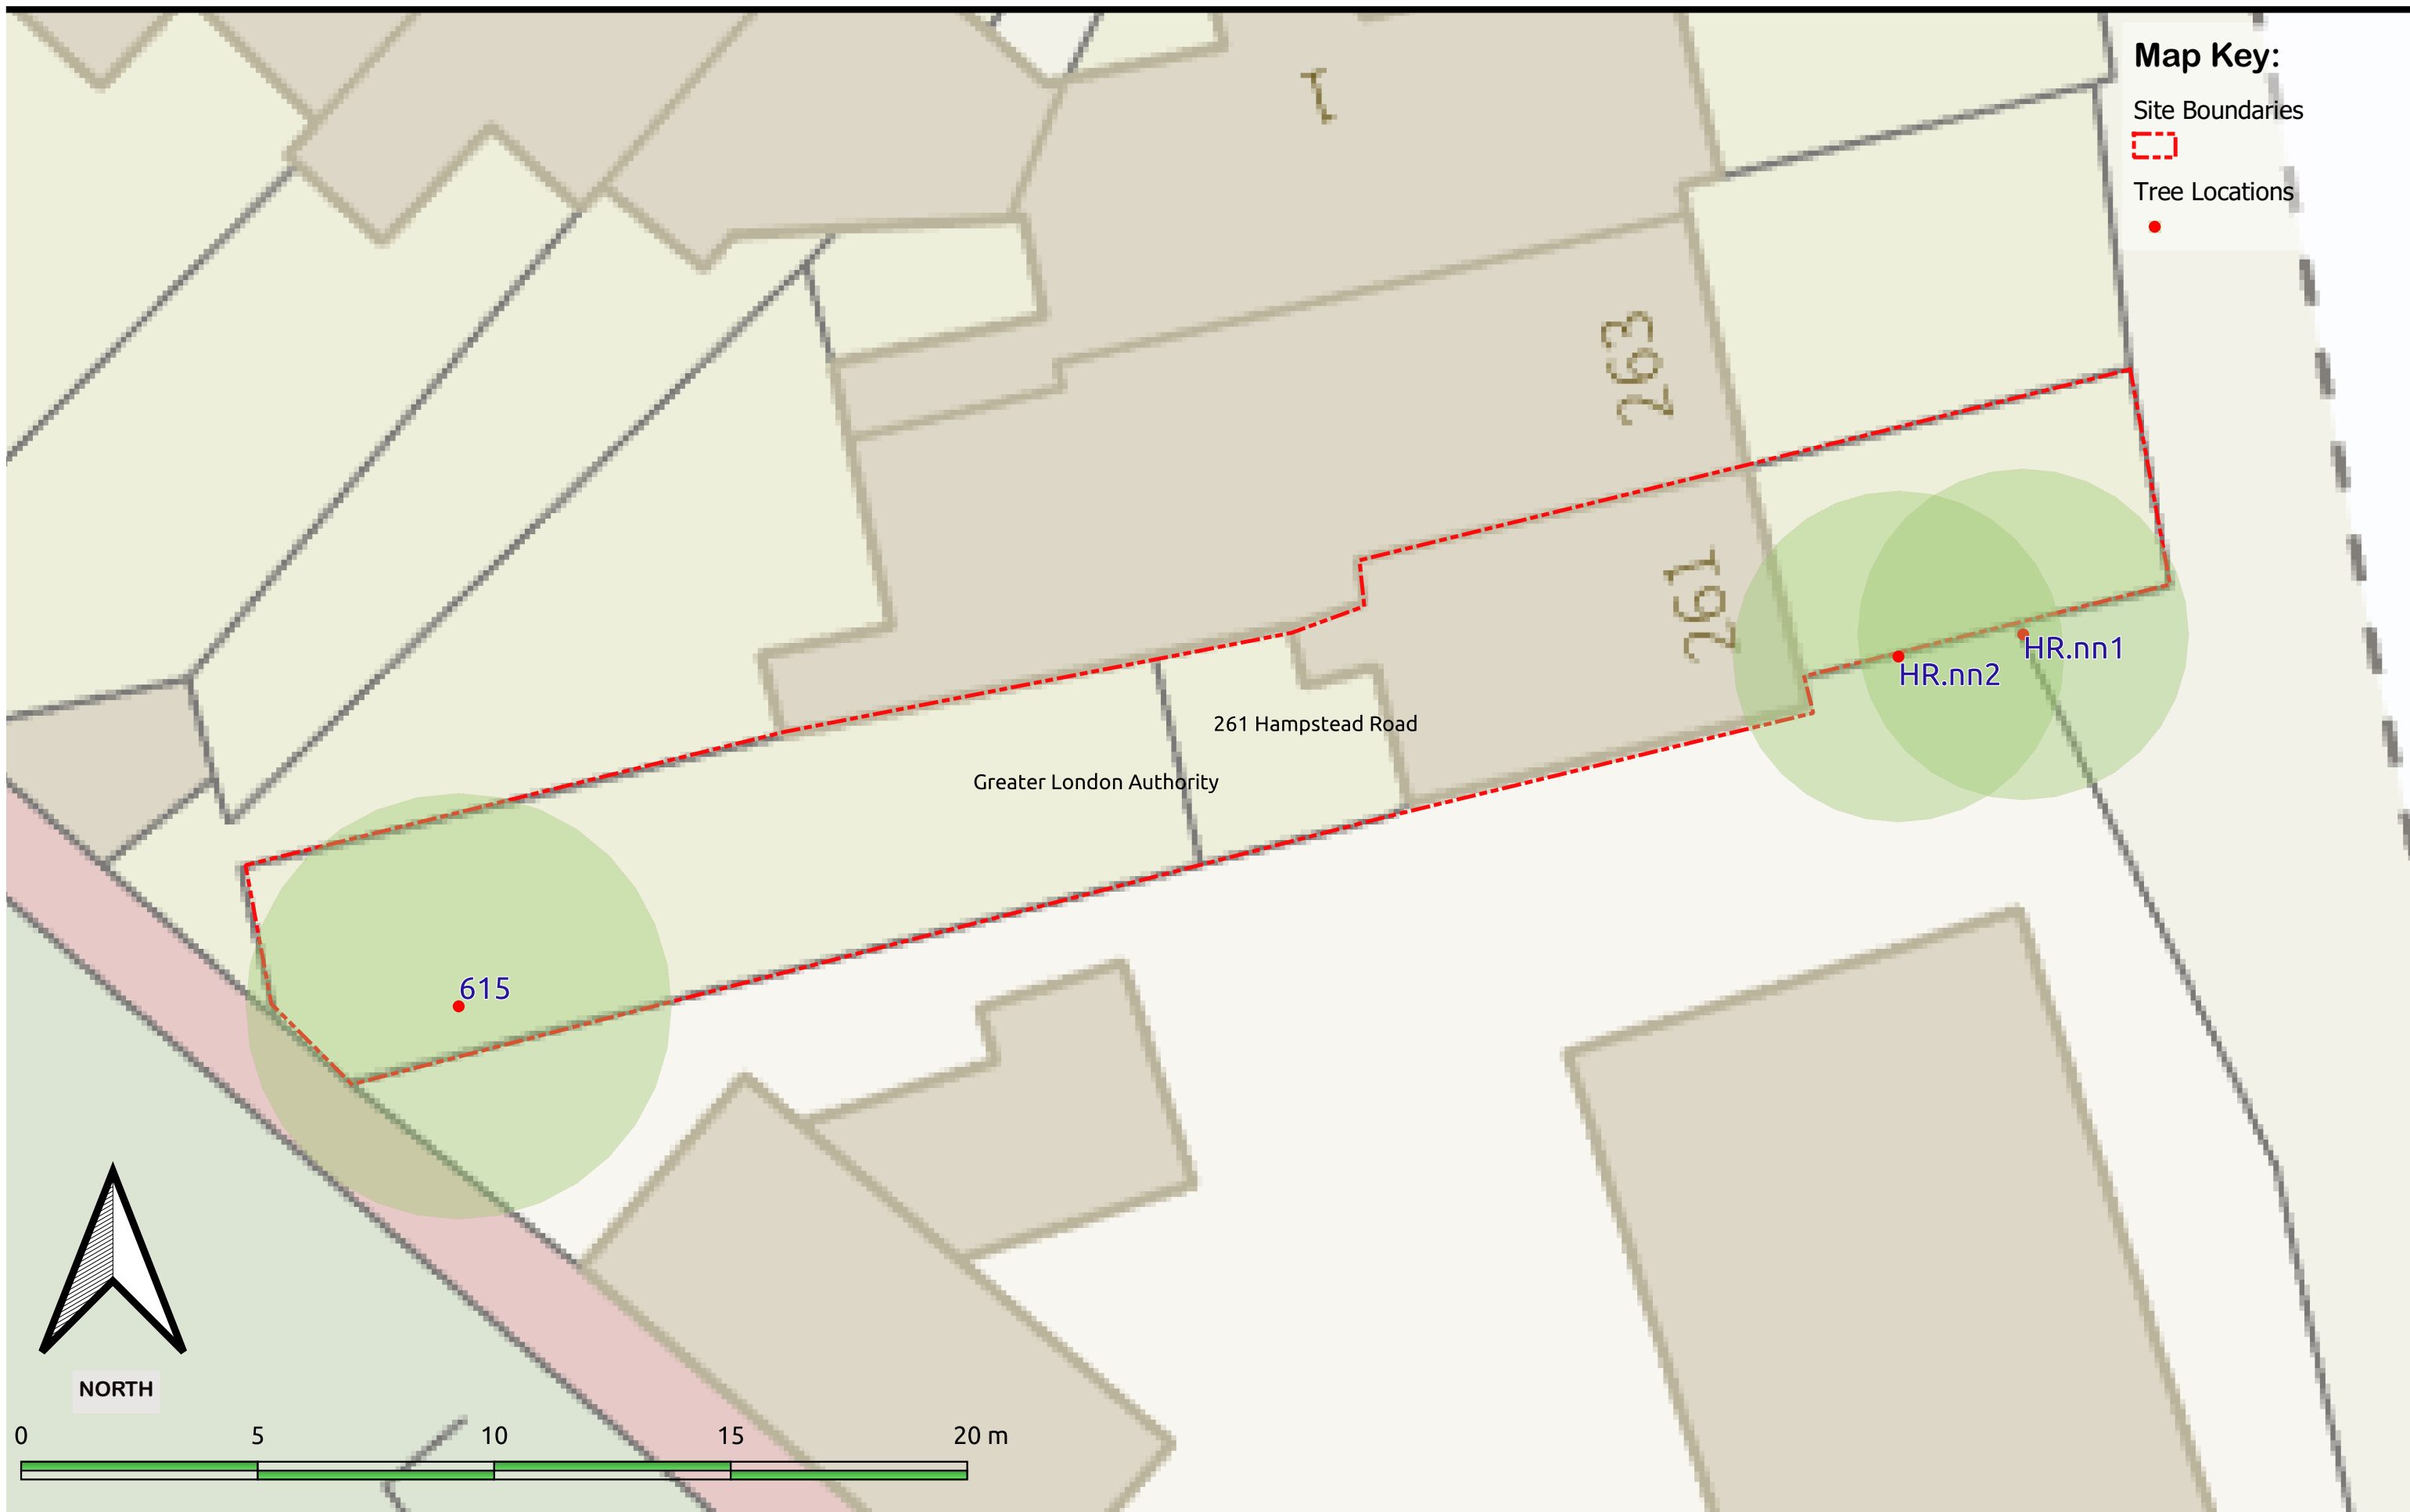 Map Key:
Site Boundaries
Tree Locations
1
263
261
HR.nn1
HR.nn2
261 Hampstead Road
Greater London Authority
615
NORTH
0 5 10 15 20 m